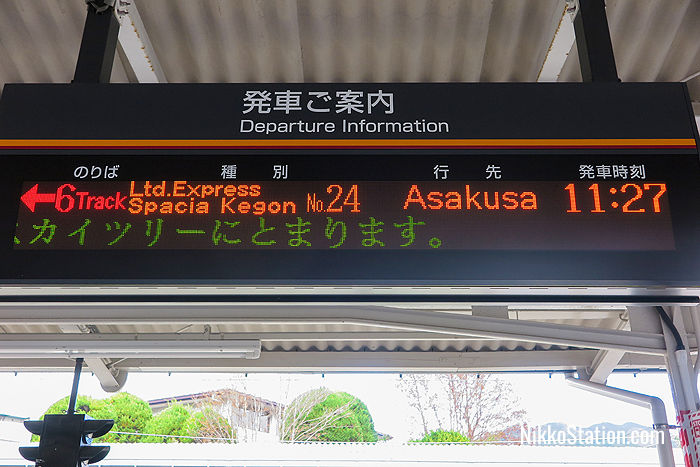 発車ご案内
Departure Information
のりば 種別 行先 発車時刻
←6Track Ltd.Express Spacia Kegon No.24 Asakusa 11:27
スカイツリーにとまります。
NikkoStation.com